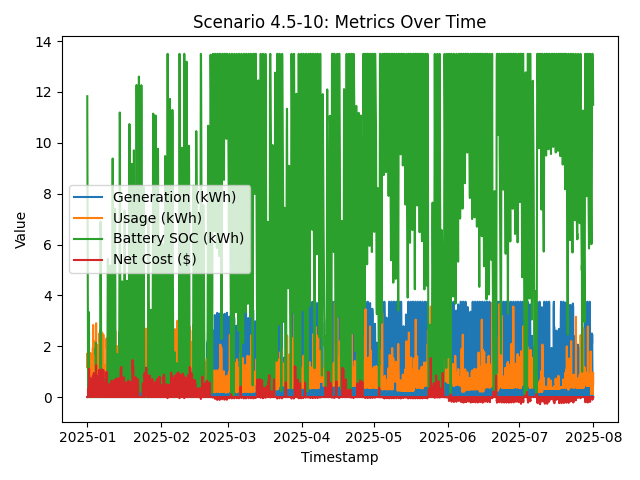 Scenario 4.5-10: Metrics Over Time
14
12
10
8
6
4
2
0
Value
Generation (kWh)
Usage (kWh)
Battery SOC (kWh)
Net Cost ($)
2025-01 2025-02 2025-03 2025-04 2025-05 2025-06 2025-07 2025-08
Timestamp